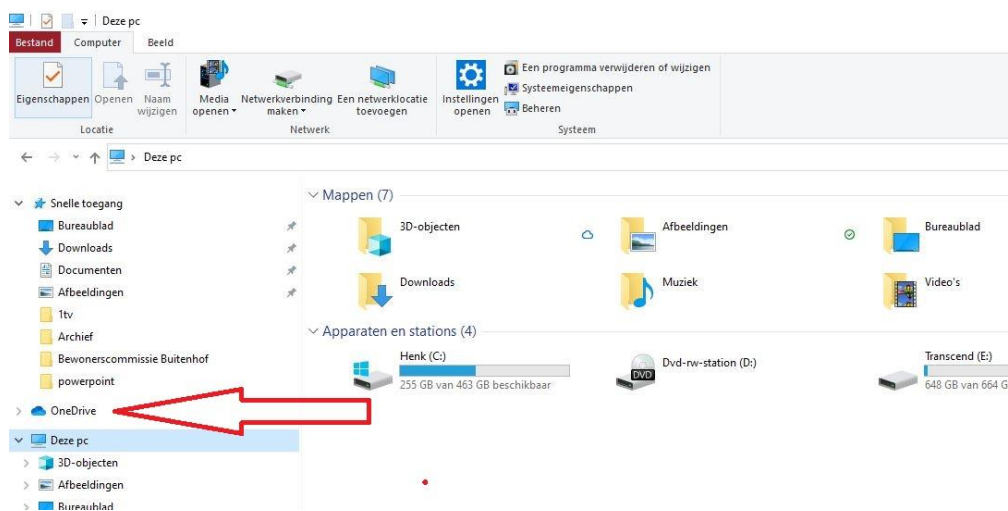 Deze pc
Bestand Computer Beeld
Eigenschappen Openen Naam wijzigen Media openen Netwerkverbinding maken Een netwerklocatie toevoegen Instellingen openen
Een programma verwijderen of wijzigen
Systeemeigenschappen
Beheren
Locatie Netwerk Systeem
Deze pc
Snelle toegang
Bureaublad
Downloads
Documenten
Afbeeldingen
1tv
Archief
Bewonerscommissie Buitenhof
powerpoint
OneDrive
Deze pc
3D-objecten
Afbeeldingen
Bureaublad
Mappen (7)
3D-objecten Afbeeldingen Bureaublad
Downloads Muziek Video's
Apparaten en stations (4)
Henk (C:)
255 GB van 463 GB beschikbaar
DVD
Dvd-rw-station (D:)
Transcend (E:)
648 GB van 664 G